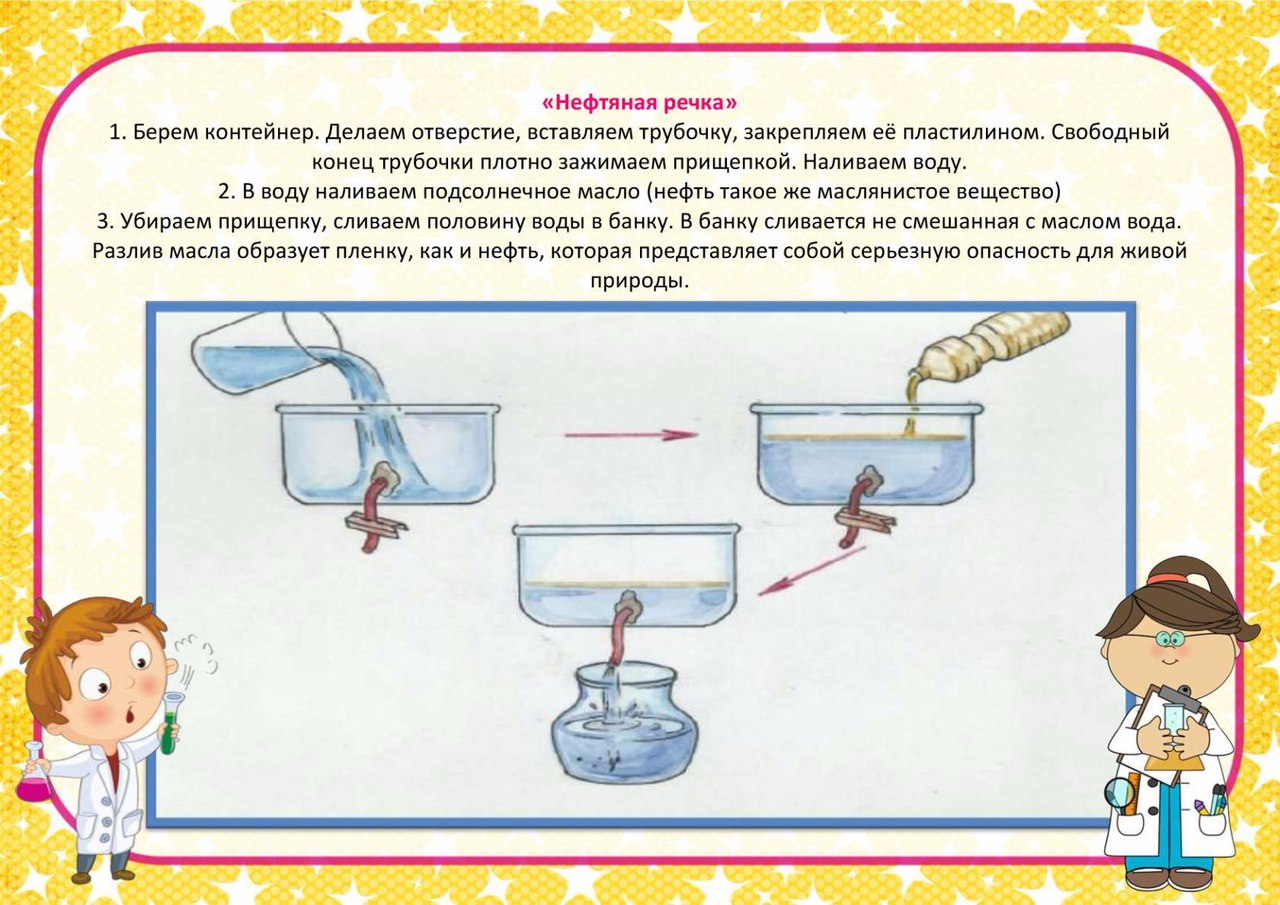 «Нефтяная речка»
1. Берем контейнер. Делаем отверстие, вставляем трубочку, закрепляем её пластилином. Свободный
конец трубочки плотно зажимаем прищепкой. Наливаем воду.
2. В воду наливаем подсолнечное масло (нефть такое же маслянистое вещество)
3. Убираем прищепку, сливаем половину воды в банку. В банку сливается не смешанная с маслом вода.
Разлив масла образует пленку, как и нефть, которая представляет собой серьезную опасность для живой
природы.